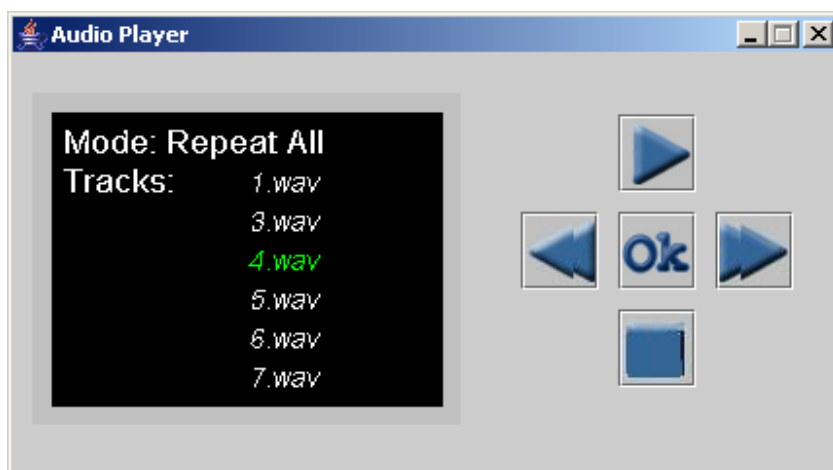 Audio Player
Mode: Repeat All
Tracks: 1.wav
3.wav
4.wav
5.wav
6.wav
7.wav
Ok